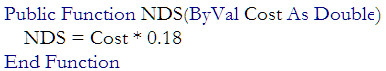 Public Function NDS(ByVal Cost As Double)
NDS = Cost * 0.18
End Function